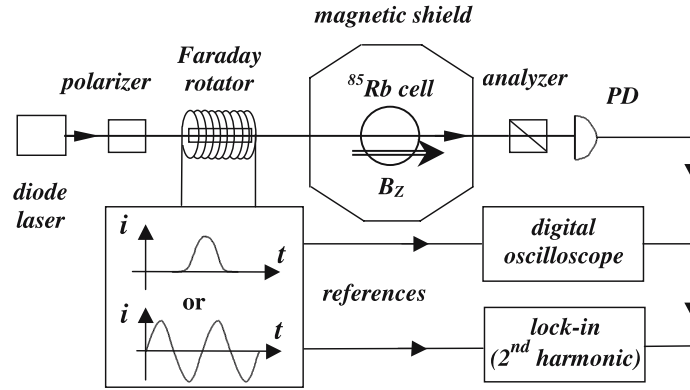 magnetic shield
Faraday
rotator
polarizer
⁸⁵Rb cell
analyzer
PD
diode
laser
B_Z
i
t
or
i
t
references
digital
oscilloscope
lock-in
(2ⁿᵈ harmonic)